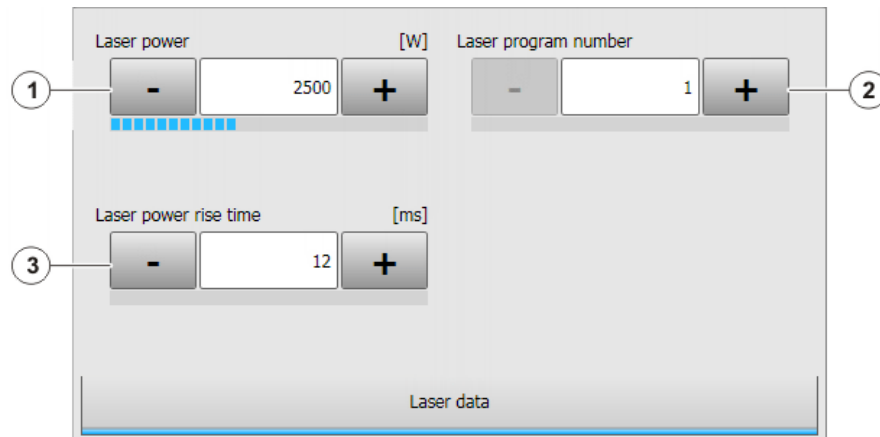 Laser power [W] Laser program number
1 - 2500 + - 1 + 2
Laser power rise time [ms]
3 - 12 +
Laser data